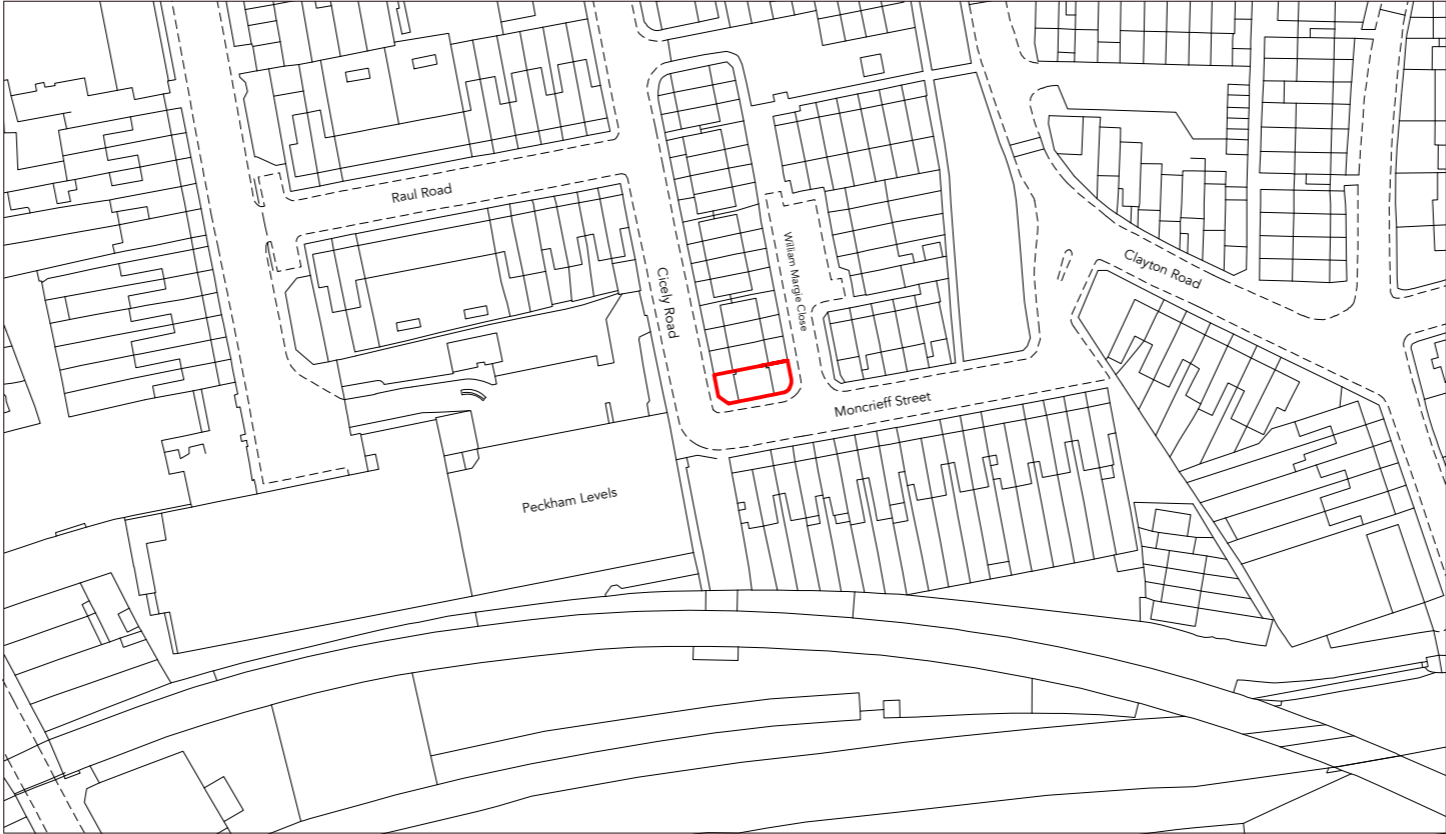 Raul Road
Cicely Road
William Margie Close
Clayton Road
Moncrieff Street
Peckham Levels